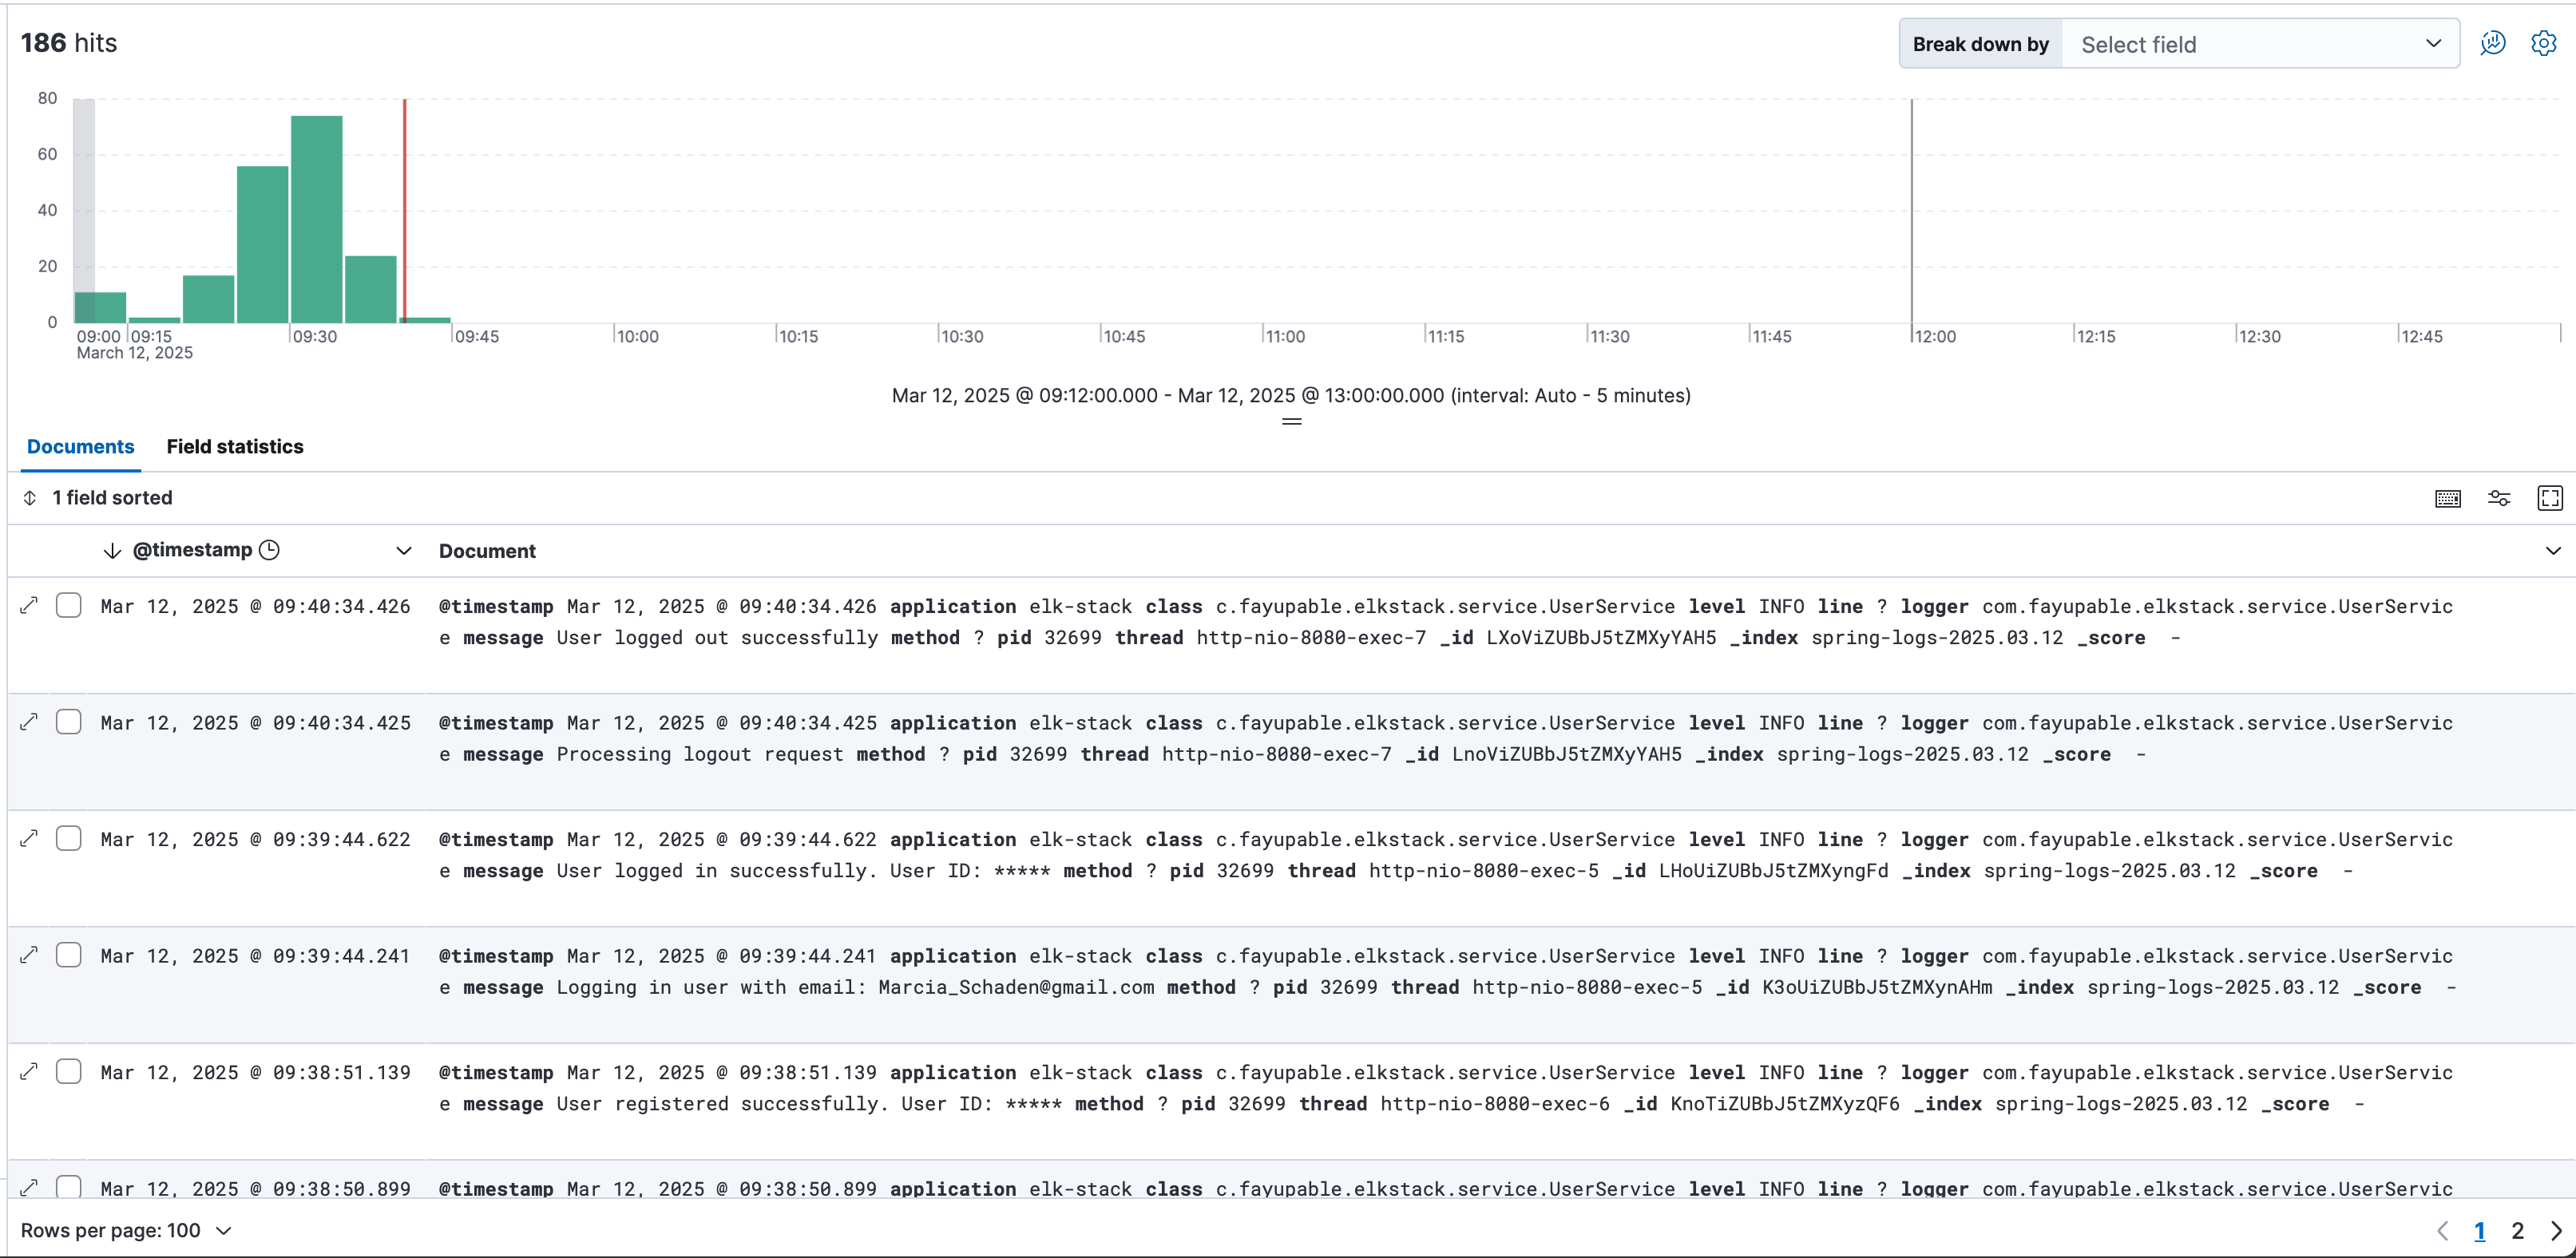 186 hits
Break down by Select field
80
60
40
20
0
09:00 09:15 09:30 09:45 10:00 10:15 10:30 10:45 11:00 11:15 11:30 11:45 12:00 12:15 12:30 12:45
March 12, 2025
Mar 12, 2025 @ 09:12:00.000 - Mar 12, 2025 @ 13:00:00.000 (interval: Auto - 5 minutes)
Documents Field statistics
1 field sorted
@timestamp Document
Mar 12, 2025 @ 09:40:34.426 @timestamp Mar 12, 2025 @ 09:40:34.426 application elk-stack class c.fayupable.elkstack.service.UserService level INFO line ? logger com.fayupable.elkstack.service.UserServic
e message User logged out successfully method ? pid 32699 thread http-nio-8080-exec-7 _id LXoViZUBbJ5tZMXyYAH5 _index spring-logs-2025.03.12 _score -
Mar 12, 2025 @ 09:40:34.425 @timestamp Mar 12, 2025 @ 09:40:34.425 application elk-stack class c.fayupable.elkstack.service.UserService level INFO line ? logger com.fayupable.elkstack.service.UserServic
e message Processing logout request method ? pid 32699 thread http-nio-8080-exec-7 _id LnoViZUBbJ5tZMXyYAH5 _index spring-logs-2025.03.12 _score -
Mar 12, 2025 @ 09:39:44.622 @timestamp Mar 12, 2025 @ 09:39:44.622 application elk-stack class c.fayupable.elkstack.service.UserService level INFO line ? logger com.fayupable.elkstack.service.UserServic
e message User logged in successfully. User ID: ***** method ? pid 32699 thread http-nio-8080-exec-5 _id LHoUiZUBbJ5tZMXyngFd _index spring-logs-2025.03.12 _score -
Mar 12, 2025 @ 09:39:44.241 @timestamp Mar 12, 2025 @ 09:39:44.241 application elk-stack class c.fayupable.elkstack.service.UserService level INFO line ? logger com.fayupable.elkstack.service.UserServic
e message Logging in user with email: Marcia_Schaden@gmail.com method ? pid 32699 thread http-nio-8080-exec-5 _id K3oUiZUBbJ5tZMXynAHm _index spring-logs-2025.03.12 _score -
Mar 12, 2025 @ 09:38:51.139 @timestamp Mar 12, 2025 @ 09:38:51.139 application elk-stack class c.fayupable.elkstack.service.UserService level INFO line ? logger com.fayupable.elkstack.service.UserServic
e message User registered successfully. User ID: ***** method ? pid 32699 thread http-nio-8080-exec-6 _id KnoTiZUBbJ5tZMXyzQF6 _index spring-logs-2025.03.12 _score -
Mar 12, 2025 @ 09:38:50.899 @timestamp Mar 12, 2025 @ 09:38:50.899 application elk-stack class c.fayupable.elkstack.service.UserService level INFO line ? logger com.fayupable.elkstack.service.UserServic
Rows per page: 100 1 2